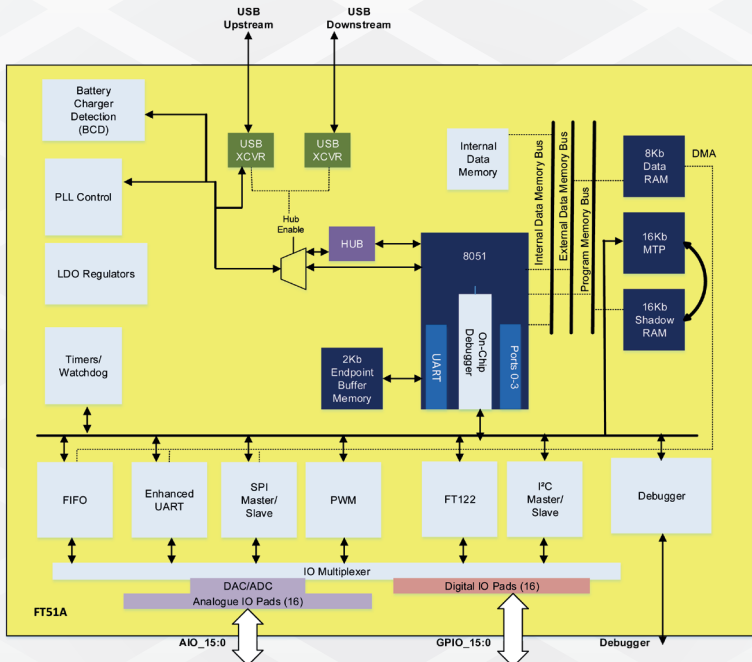 USB
Upstream
USB
Downstream
Battery
Charger
Detection
(BCD)
USB
XCVR
USB
XCVR
Internal
Data
Memory
Internal Data Memory Bus
External Data Memory Bus
Program Memory Bus
8Kb
Data
RAM
DMA
PLL Control
Hub
Enable
HUB
8051
16Kb
MTP
LDO Regulators
16Kb
Shadow
RAM
Timers/
Watchdog
2Kb
Endpoint
Buffer
Memory
UART
On-Chip
Debugger
Ports 0-3
FIFO
Enhanced
UART
SPI
Master/
Slave
PWM
FT122
I²C
Master/
Slave
Debugger
IO Multiplexer
DAC/ADC
Analogue IO Pads (16)
Digital IO Pads (16)
FT51A
AIO_15:0
GPIO_15:0
Debugger